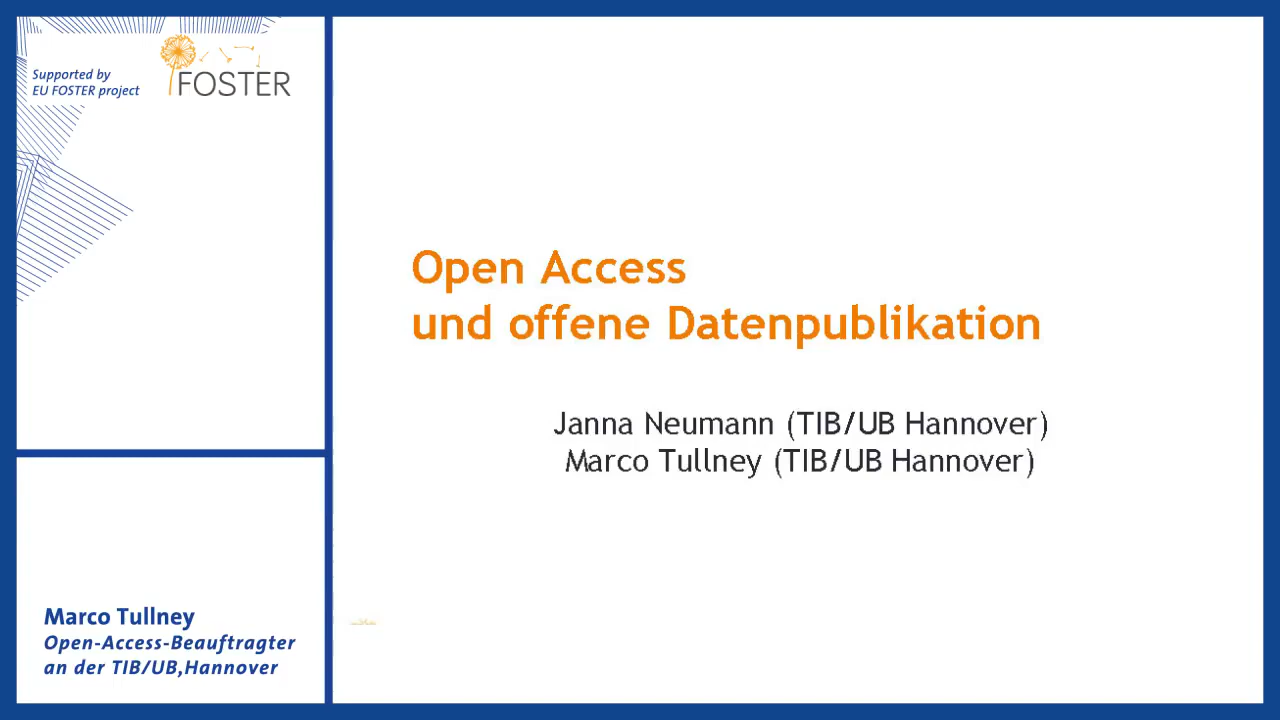 Supported by
EU FOSTER project
FOSTER
Open Access
und offene Datenpublikation
Janna Neumann (TIB/UB Hannover)
Marco Tullney (TIB/UB Hannover)
Marco Tullney
Open-Access-Beauftragter
an der TIB/UB,Hannover